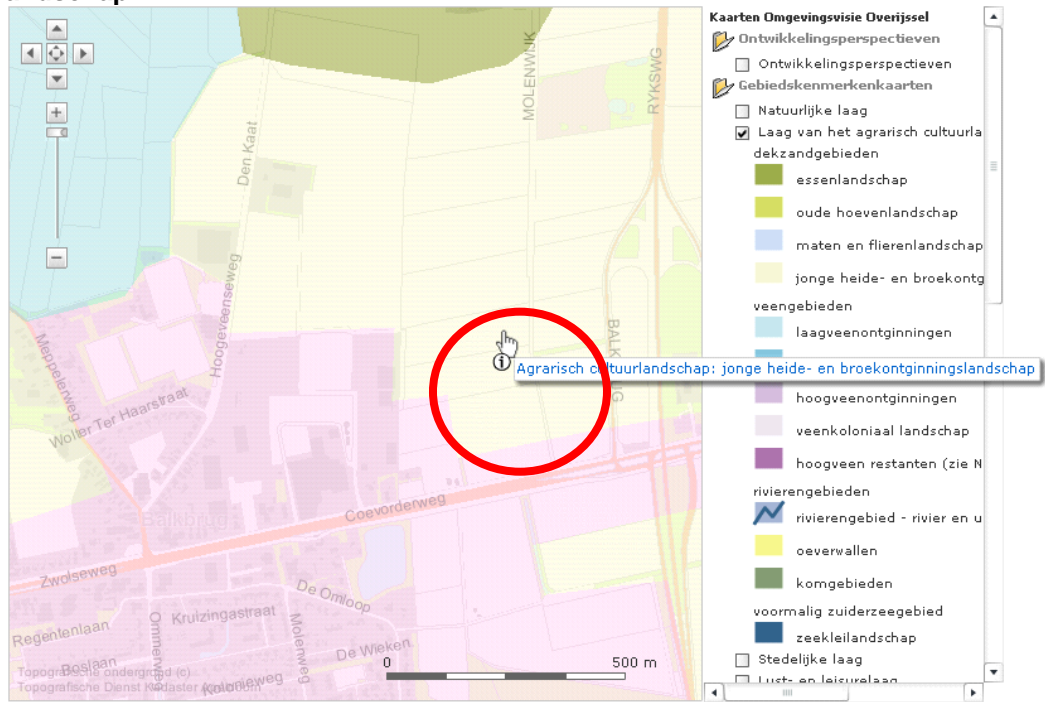 Kaarten Omgevingsvisie Overijssel
Ontwikkelingsperspectieven
Ontwikkelingsperspectieven
Gebiedskenmerkenkaarten
Natuurlijke laag
Laag van het agrarisch cultuurla
dekzandgebieden
essenlandschap
oude hoevenlandschap
maten en flierenlandschap
jonge heide- en broekontg
veengebieden
laagveenontginningen
Agrarisch cultuurlandschap: jonge heide- en broekontginningslandschap
hoogveenontginningen
veenkoloniaal landschap
hoogveen restanten (zie N
rivierengebieden
rivierengebied - rivier en u
oeverwallen
komgebieden
voormalig zuiderzeegebied
zeekleilandschap
Stedelijke laag
Lust- en leisurelaag
MOLENWIJK
RYKSWG
Den Kaat
Hoogeveenseweg
Meppelerweg
Wolter Ter Haarstraat
Balkbrug
Coevorderweg
Zwolseweg
De Omloop
Kruizingastraat
Regentenlaan
Ommerweg
Molenweg
De Wieken
Boslaan
Kolonieweg
0 500 m
Topografische ondergrond (c)
Topografische Dienst Kadaster